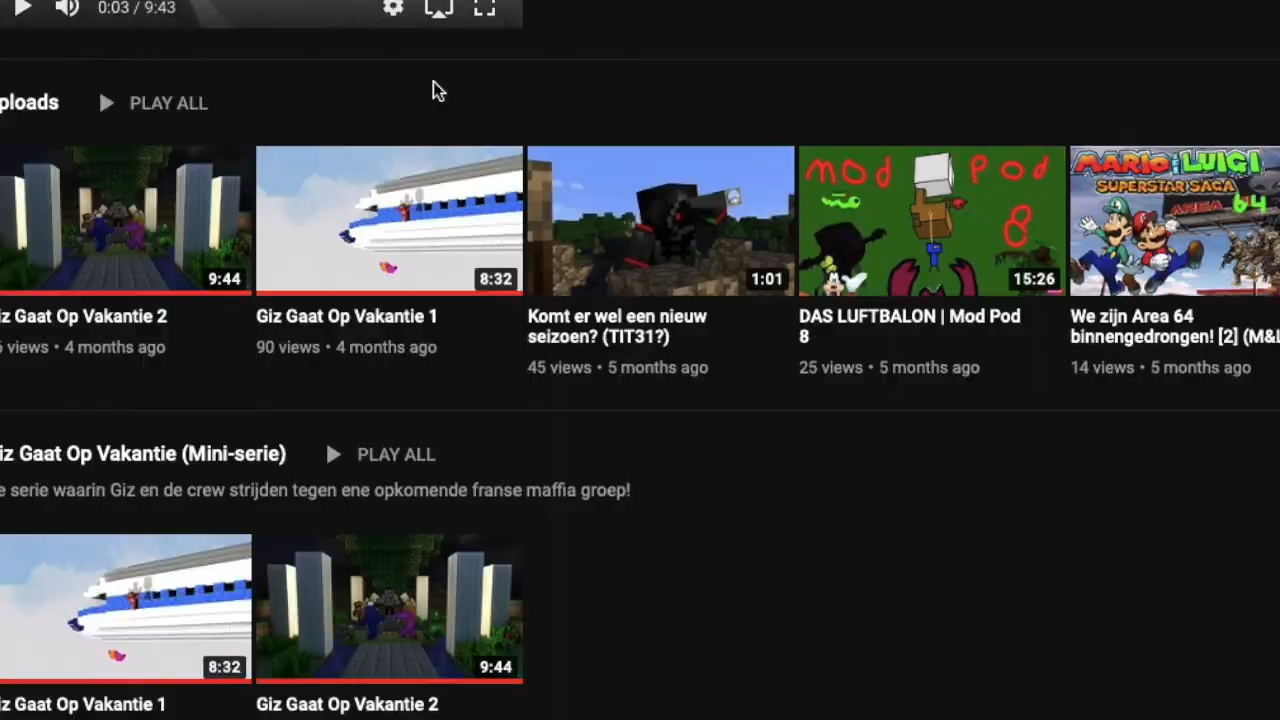 0:03 / 9:43
ploads PLAY ALL
9:44
8:32
1:01
MOD POD
8
15:26
MARIO & LUIGI
SUPERSTAR SAGA
AREA 64
iz Gaat Op Vakantie 2
views • 4 months ago
Giz Gaat Op Vakantie 1
90 views • 4 months ago
Komt er wel een nieuw
seizoen? (TIT31?)
45 views • 5 months ago
DAS LUFTBALON | Mod Pod
8
25 views • 5 months ago
We zijn Area 64
binnengedrongen! [2] (M&L
14 views • 5 months ago
iz Gaat Op Vakantie (Mini-serie) PLAY ALL
e serie waarin Giz en de crew strijden tegen ene opkomende franse maffia groep!
8:32
9:44
iz Gaat Op Vakantie 1
Giz Gaat Op Vakantie 2